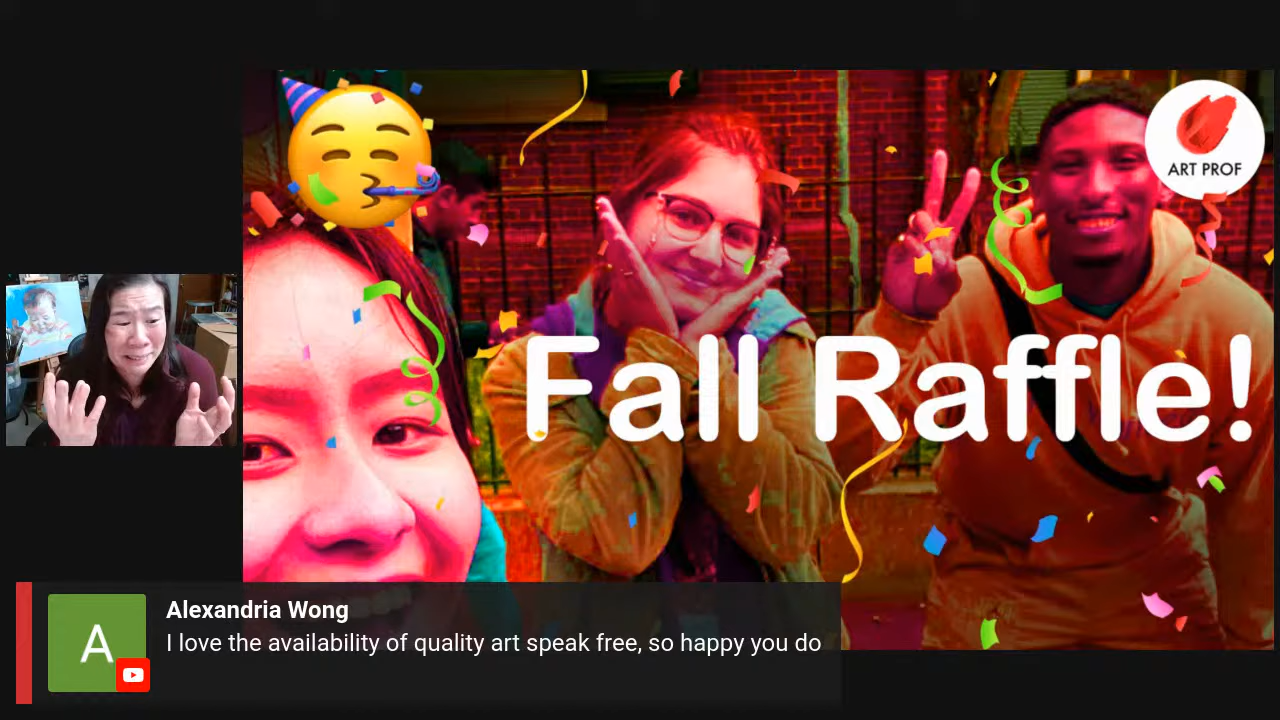 ART PROF
Fall Raffle!
Alexandria Wong
I love the availability of quality art speak free, so happy you do
A